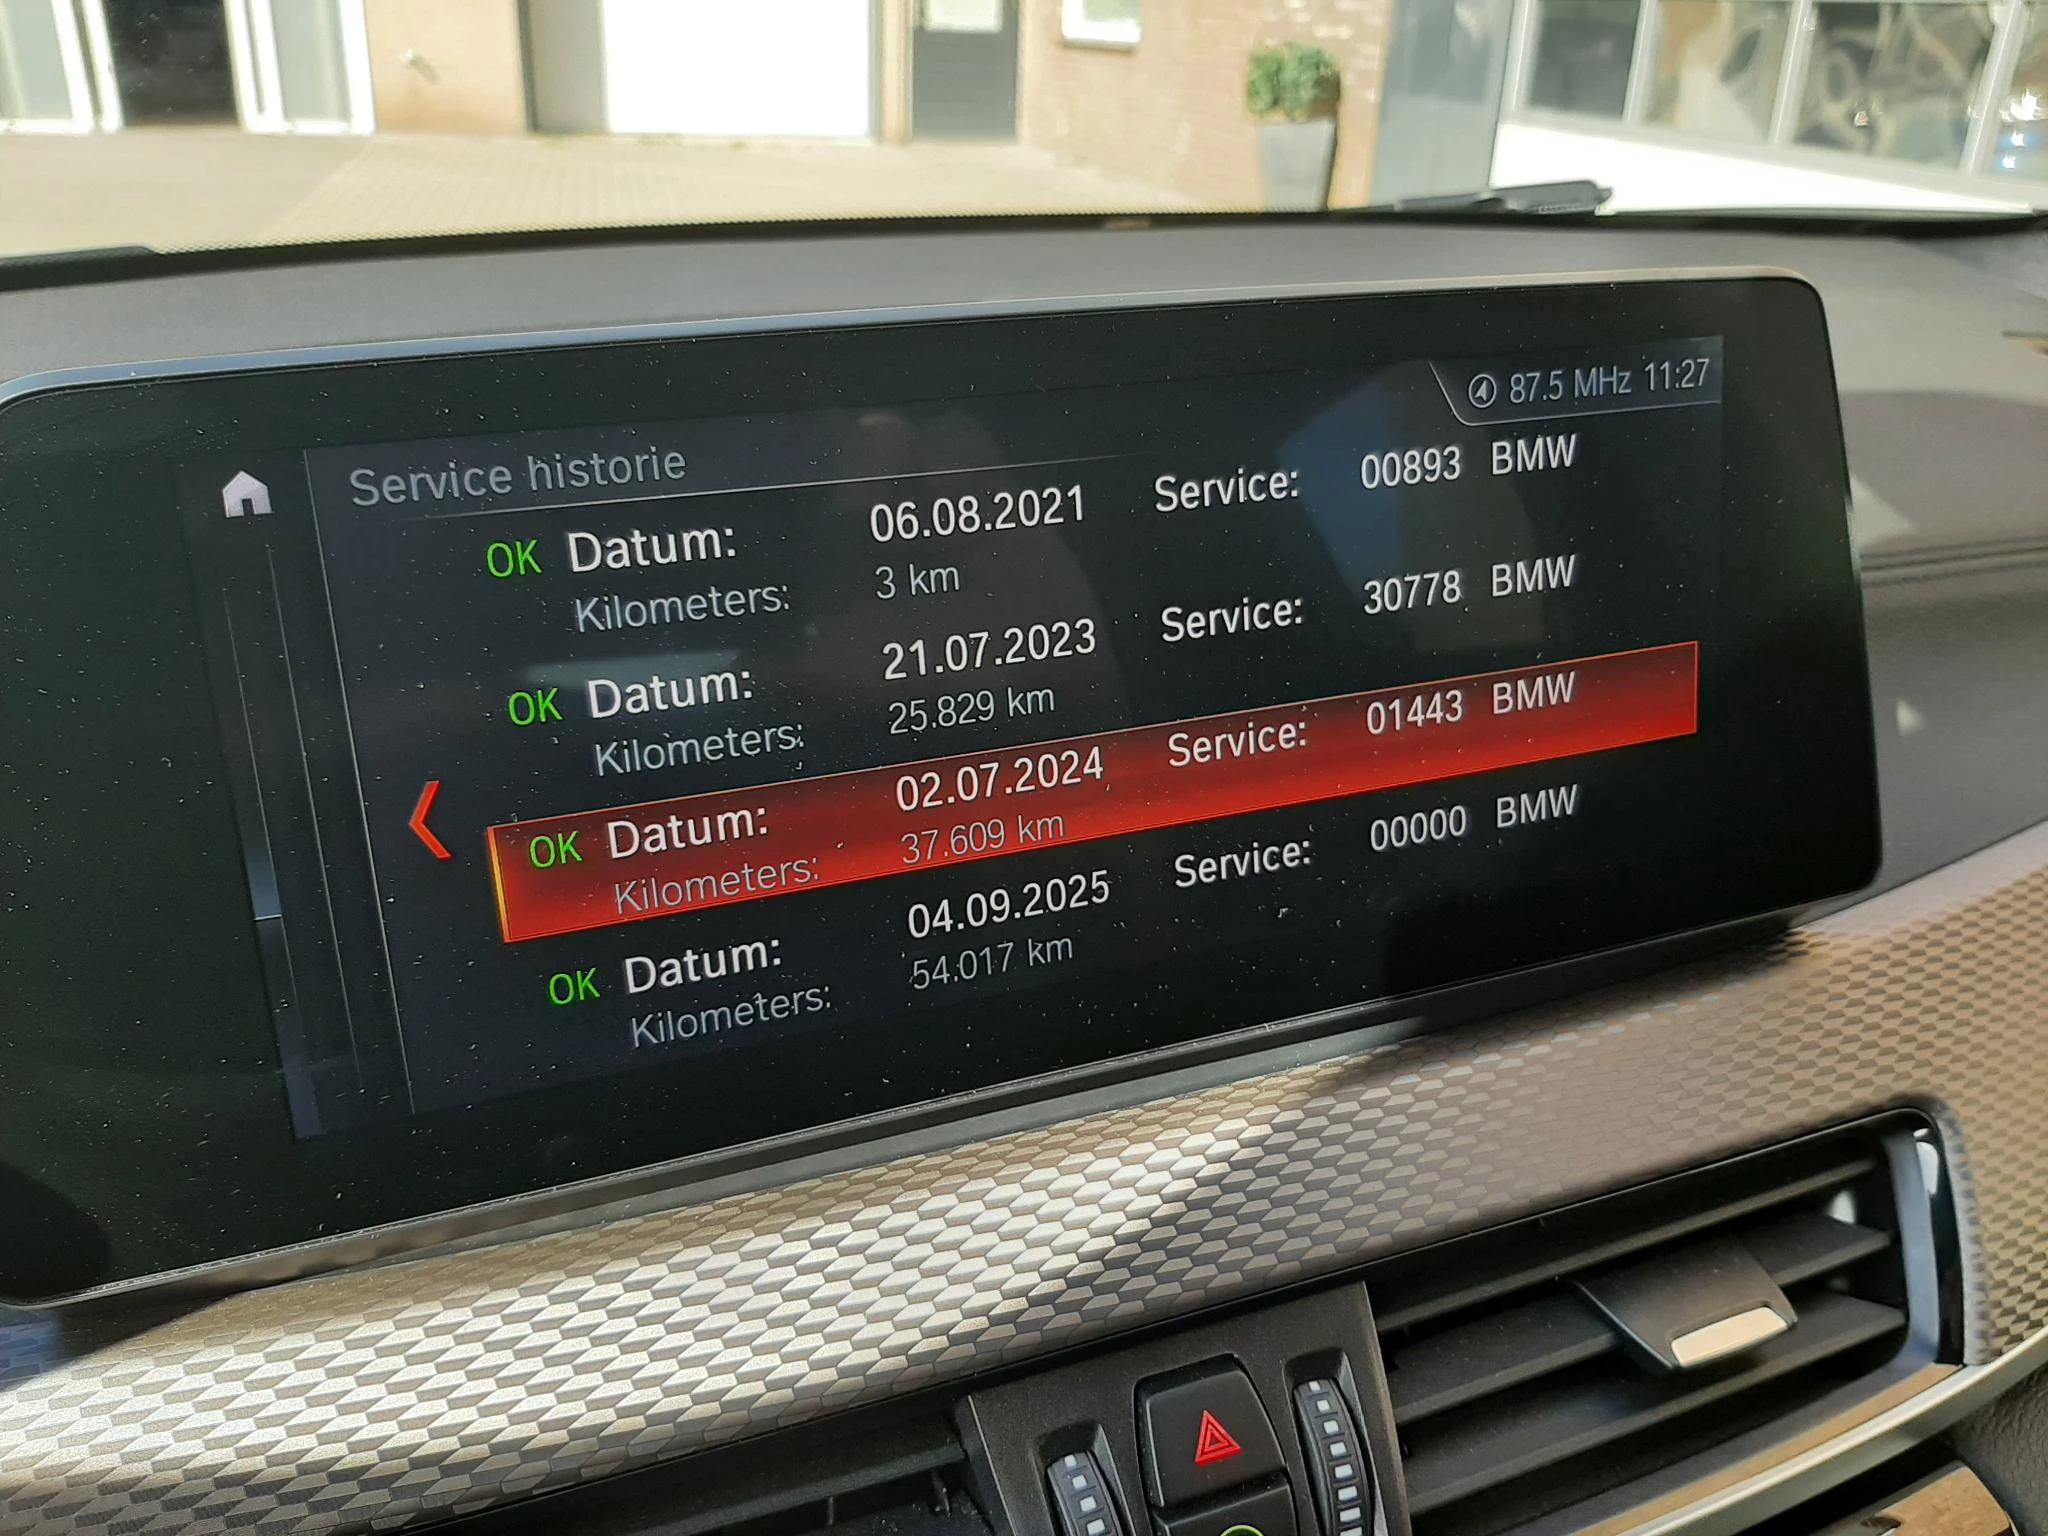 87.5 MHz 11:27
Service historie
OK Datum: 06.08.2021 Service: 00893 BMW
Kilometers: 3 km
OK Datum: 21.07.2023 Service: 30778 BMW
Kilometers: 25.829 km
OK Datum: 02.07.2024 Service: 01443 BMW
Kilometers: 37.609 km
OK Datum: 04.09.2025 Service: 00000 BMW
Kilometers: 54.017 km